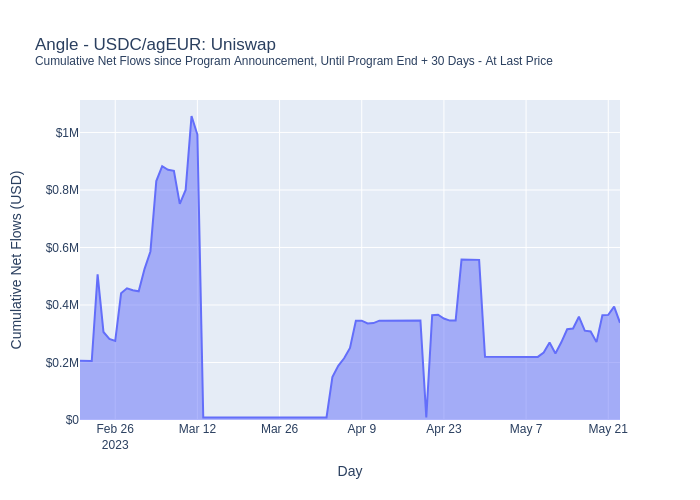 Angle - USDC/agEUR: Uniswap
Cumulative Net Flows since Program Announcement, Until Program End + 30 Days - At Last Price
Cumulative Net Flows (USD)
$1M
$0.8M
$0.6M
$0.4M
$0.2M
$0
Feb 26 Mar 12 Mar 26 Apr 9 Apr 23 May 7 May 21
2023
Day